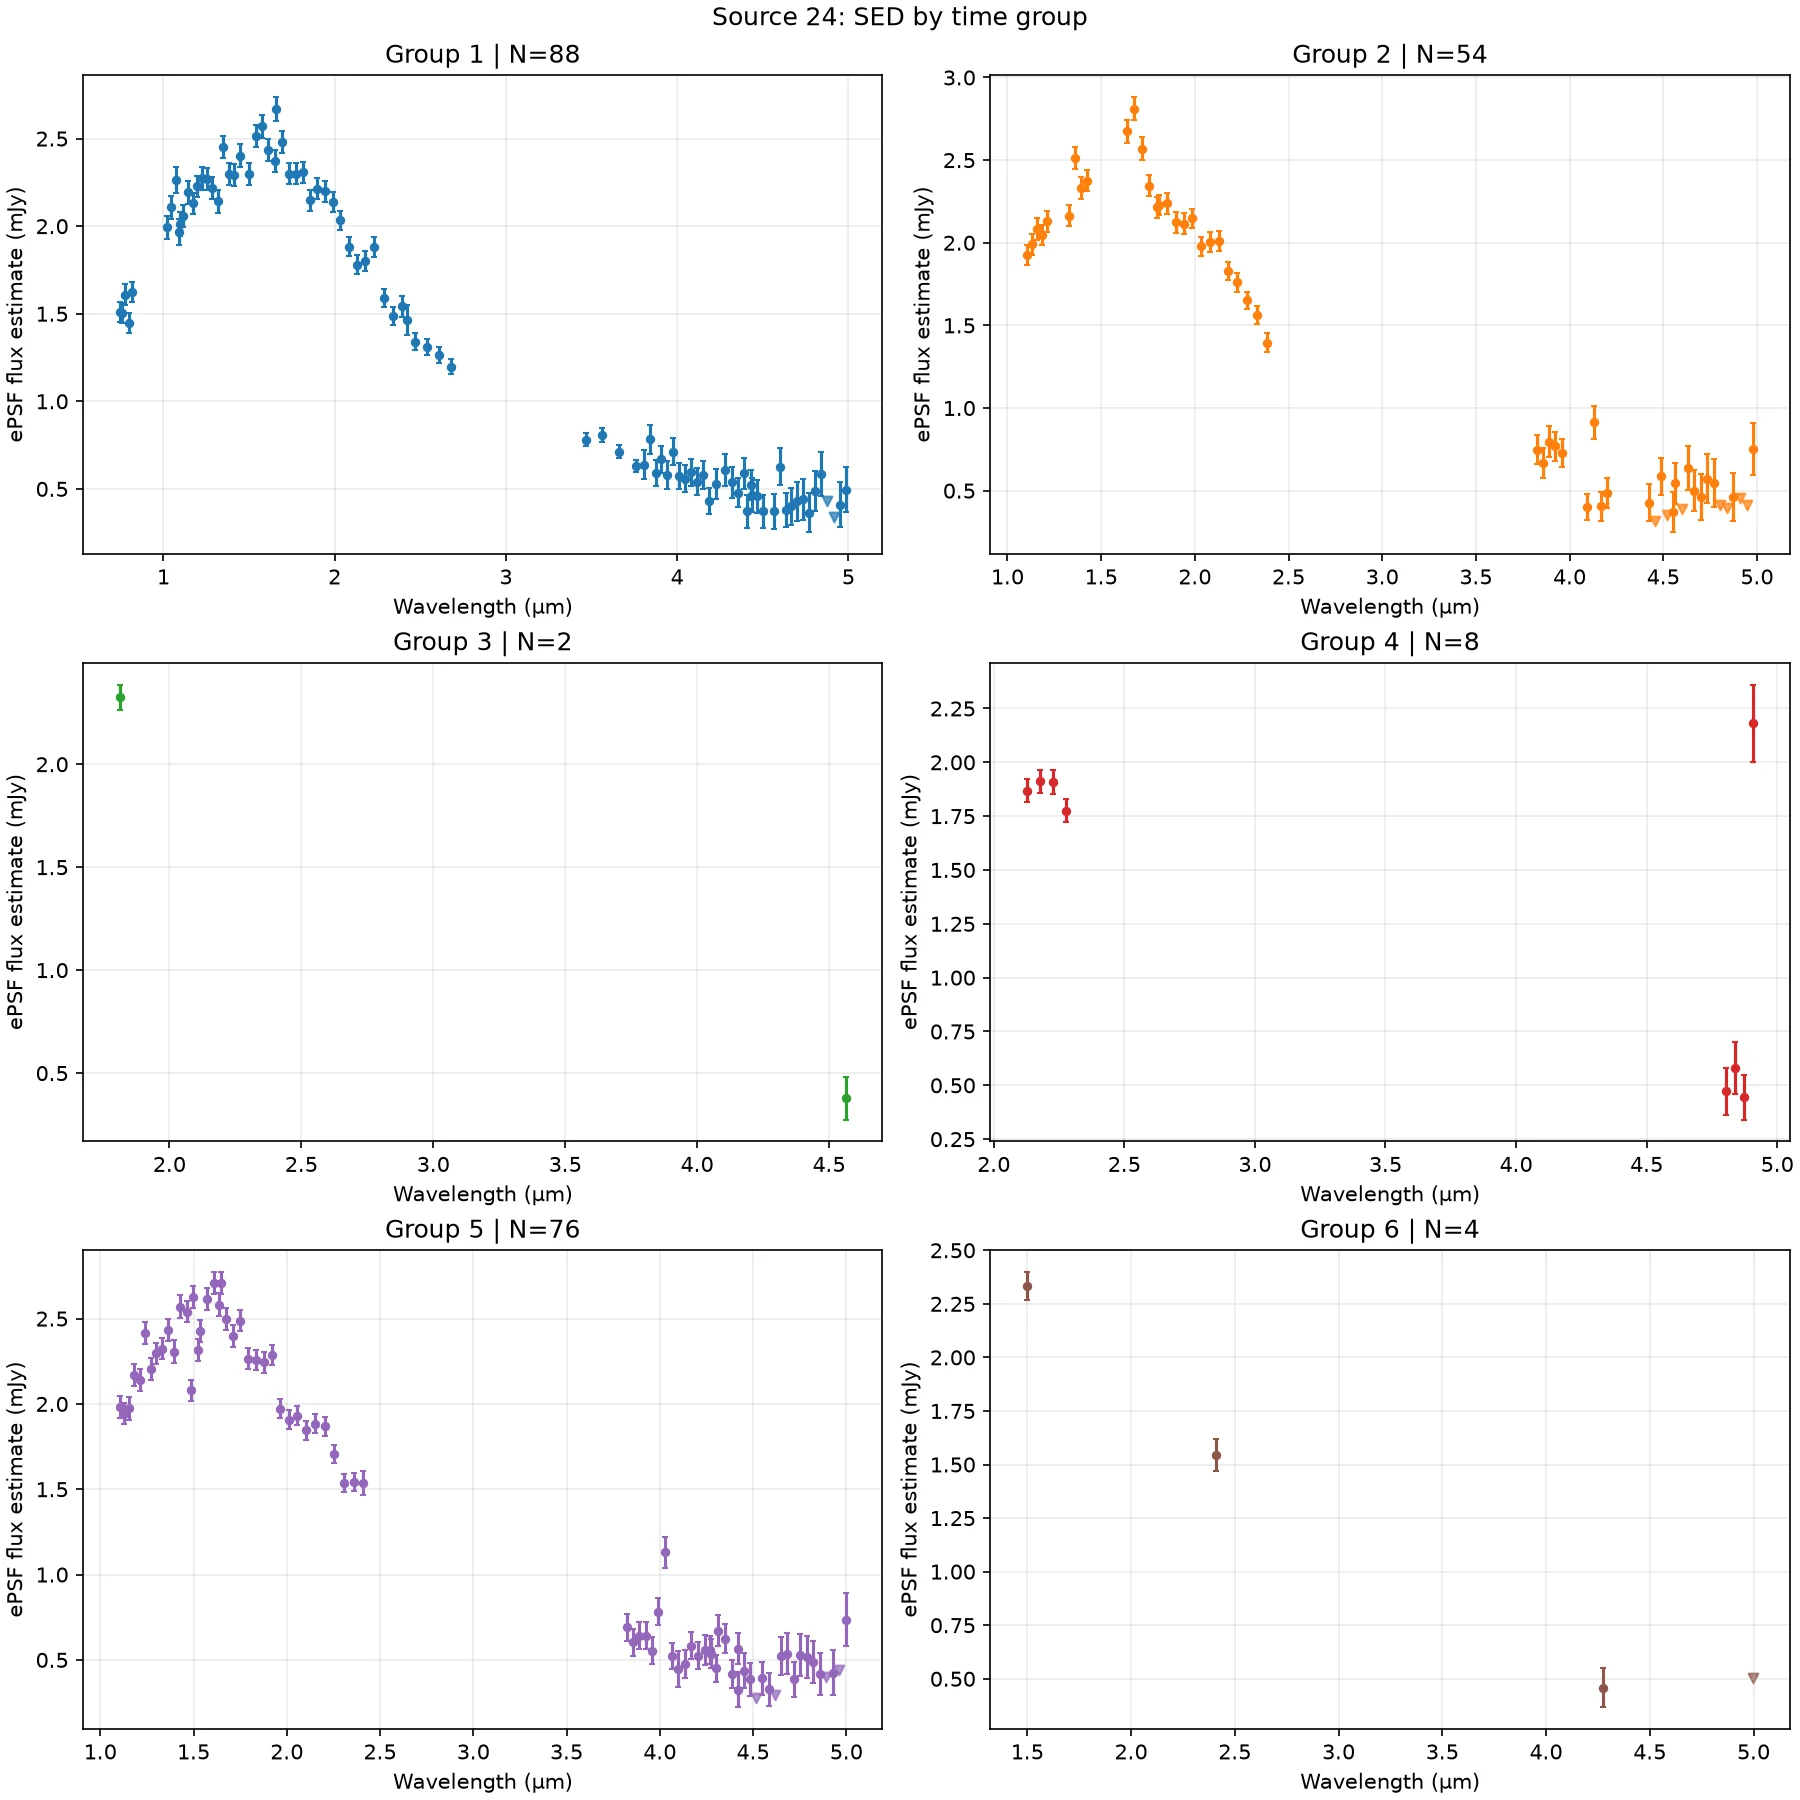 Source 24: SED by time group
Group 1 | N=88
ePSF flux estimate (mJy)
2.5
2.0
1.5
1.0
0.5
1 2 3 4 5
Wavelength (μm)
Group 2 | N=54
ePSF flux estimate (mJy)
3.0
2.5
2.0
1.5
1.0
0.5
1.0 1.5 2.0 2.5 3.0 3.5 4.0 4.5 5.0
Wavelength (μm)
Group 3 | N=2
ePSF flux estimate (mJy)
2.0
1.5
1.0
0.5
2.0 2.5 3.0 3.5 4.0 4.5
Wavelength (μm)
Group 4 | N=8
ePSF flux estimate (mJy)
2.25
2.00
1.75
1.50
1.25
1.00
0.75
0.50
0.25
2.0 2.5 3.0 3.5 4.0 4.5 5.0
Wavelength (μm)
Group 5 | N=76
ePSF flux estimate (mJy)
2.5
2.0
1.5
1.0
0.5
1.0 1.5 2.0 2.5 3.0 3.5 4.0 4.5 5.0
Wavelength (μm)
Group 6 | N=4
ePSF flux estimate (mJy)
2.50
2.25
2.00
1.75
1.50
1.25
1.00
0.75
0.50
1.5 2.0 2.5 3.0 3.5 4.0 4.5 5.0
Wavelength (μm)